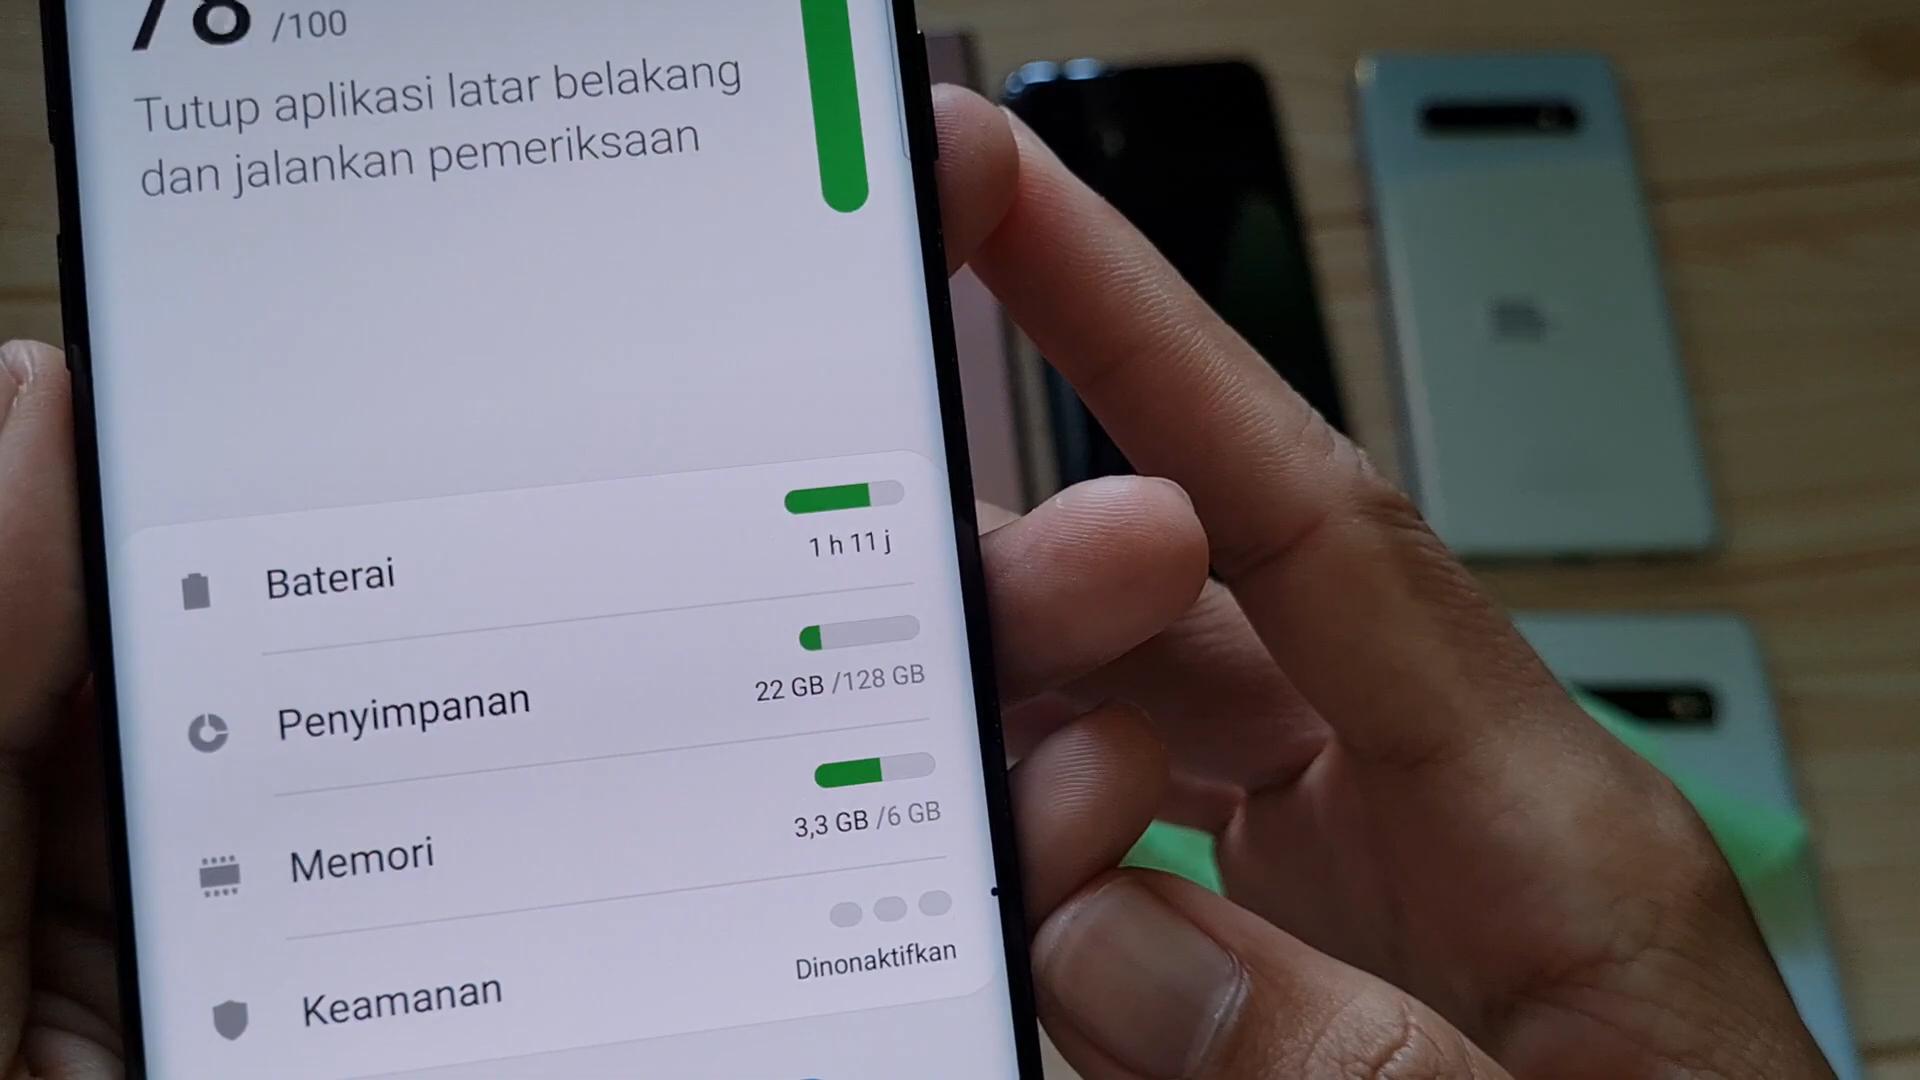 78 /100
Tutup aplikasi latar belakang
dan jalankan pemeriksaan
Baterai
1 h 11 j
Penyimpanan
22 GB /128 GB
Memori
3,3 GB /6 GB
Keamanan
Dinonaktifkan